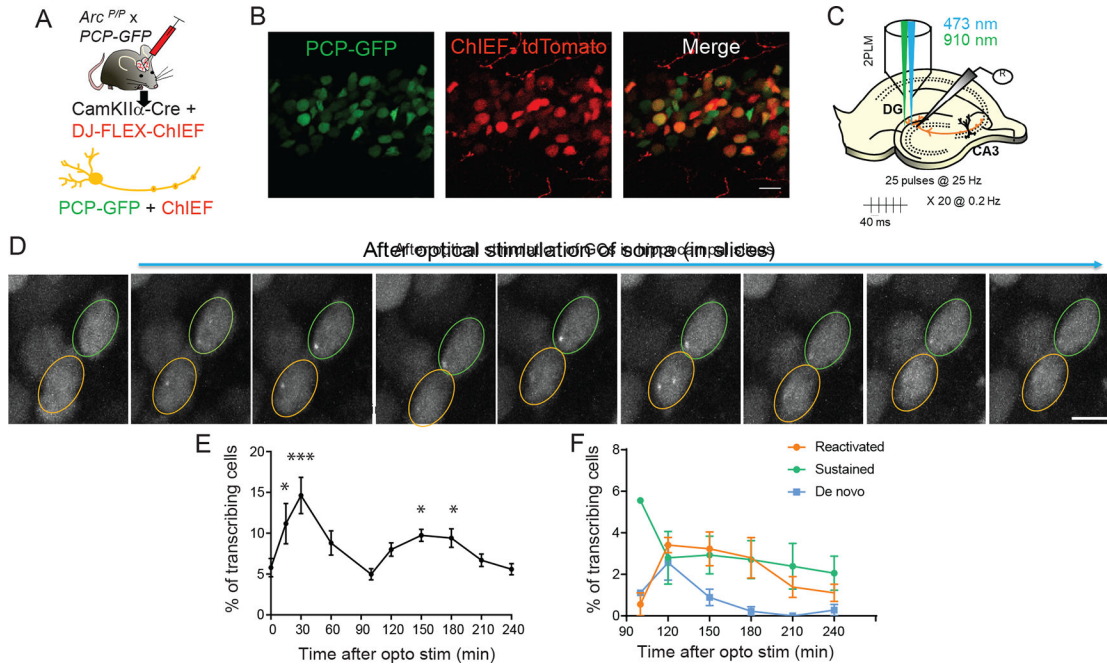 A
Arc P/P x
PCP-GFP
CamKIIα-Cre +
DJ-FLEX-ChIEF
PCP-GFP + ChIEF
B
PCP-GFP
ChIEF- tdTomato
Merge
C
473 nm
910 nm
2PLM
R
DG
CA3
25 pulses @ 25 Hz
X 20 @ 0.2 Hz
40 ms
D
After optical stimulation of soma (in slices)
E
% of transcribing cells
20
15
10
5
0
*
***
*
*
0 30 60 90 120 150 180 210 240
Time after opto stim (min)
F
% of transcribing cells
8
6
4
2
0
Reactivated
Sustained
De novo
90 120 150 180 210 240
Time after opto stim (min)